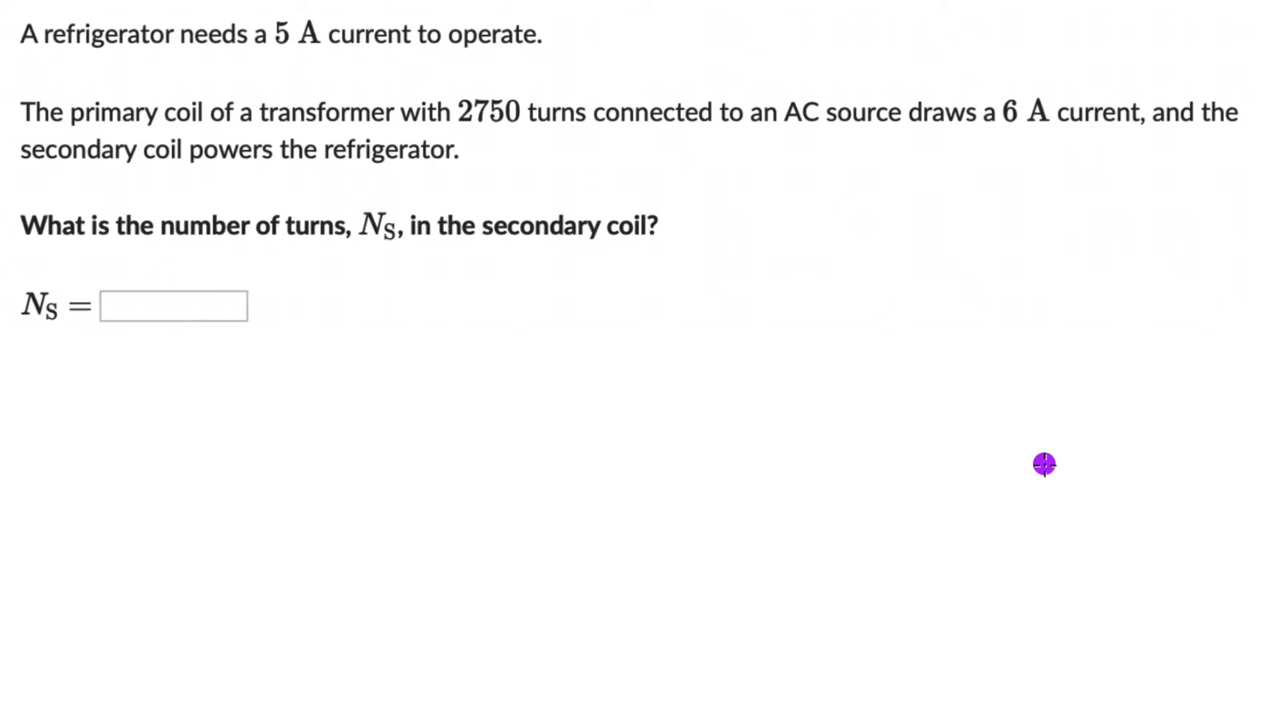 A refrigerator needs a 5 A current to operate.
The primary coil of a transformer with 2750 turns connected to an AC source draws a 6 A current, and the
secondary coil powers the refrigerator.
What is the number of turns, N_S, in the secondary coil?
N_S =